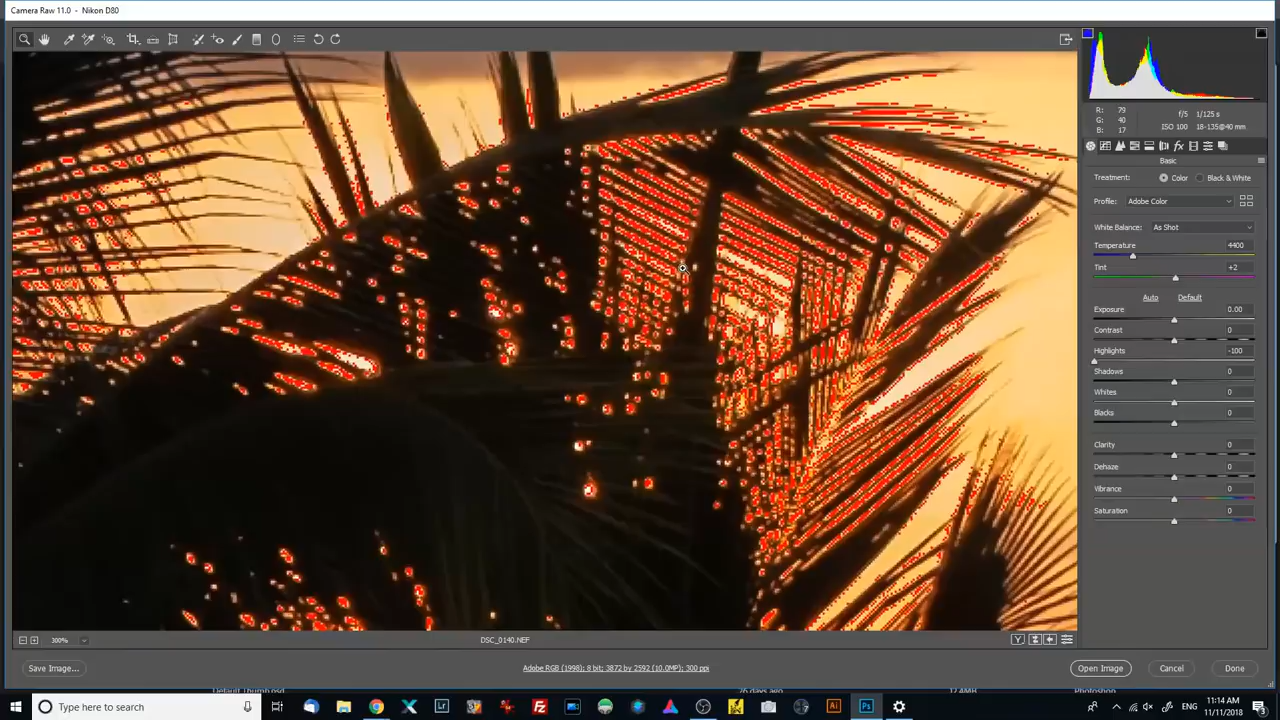 Camera Raw 11.0 - Nikon D80
R: 79
G: 40
B: 17
f/5 1/125 s
ISO 100 18-135@40 mm
Basic
Treatment: Color Black & White
Profile: Adobe Color
White Balance: As Shot
Temperature 4400
Tint +2
Auto Default
Exposure 0.00
Contrast 0
Highlights -100
Shadows 0
Whites 0
Blacks 0
Clarity 0
Dehaze 0
Vibrance 0
Saturation 0
300% DSC_0140.NEF Y
Save Image... Adobe RGB (1998); 8 bit; 3872 by 2592 (10.0MP); 300 ppi Open Image Cancel Done
Type here to search Lr Fz Ai Ps
11:14 AM
11/11/2018